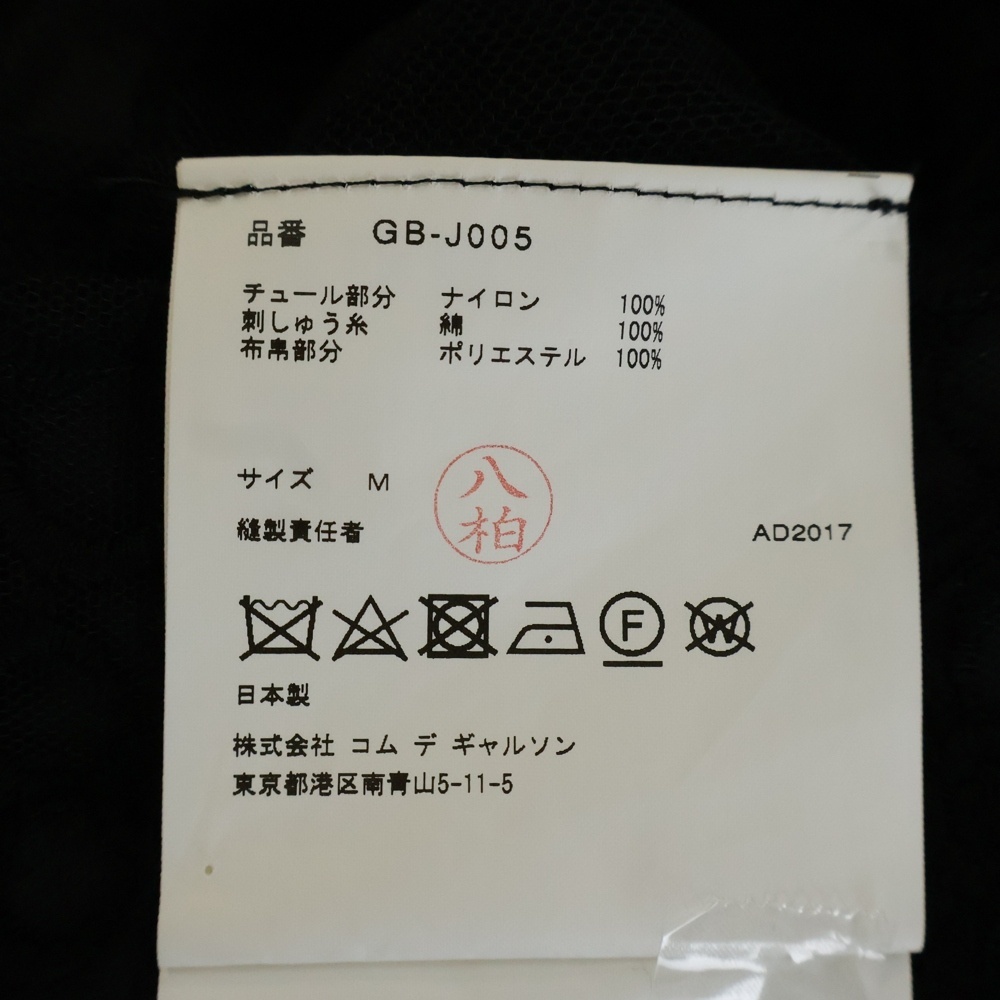 品番 GB-J005
チュール部分 ナイロン 100%
刺しゅう糸 綿 100%
布帛部分 ポリエステル 100%
サイズ M
八柏
縫製責任者 AD2017
F W
日本製
株式会社 コム デ ギャルソン
東京都港区南青山5-11-5